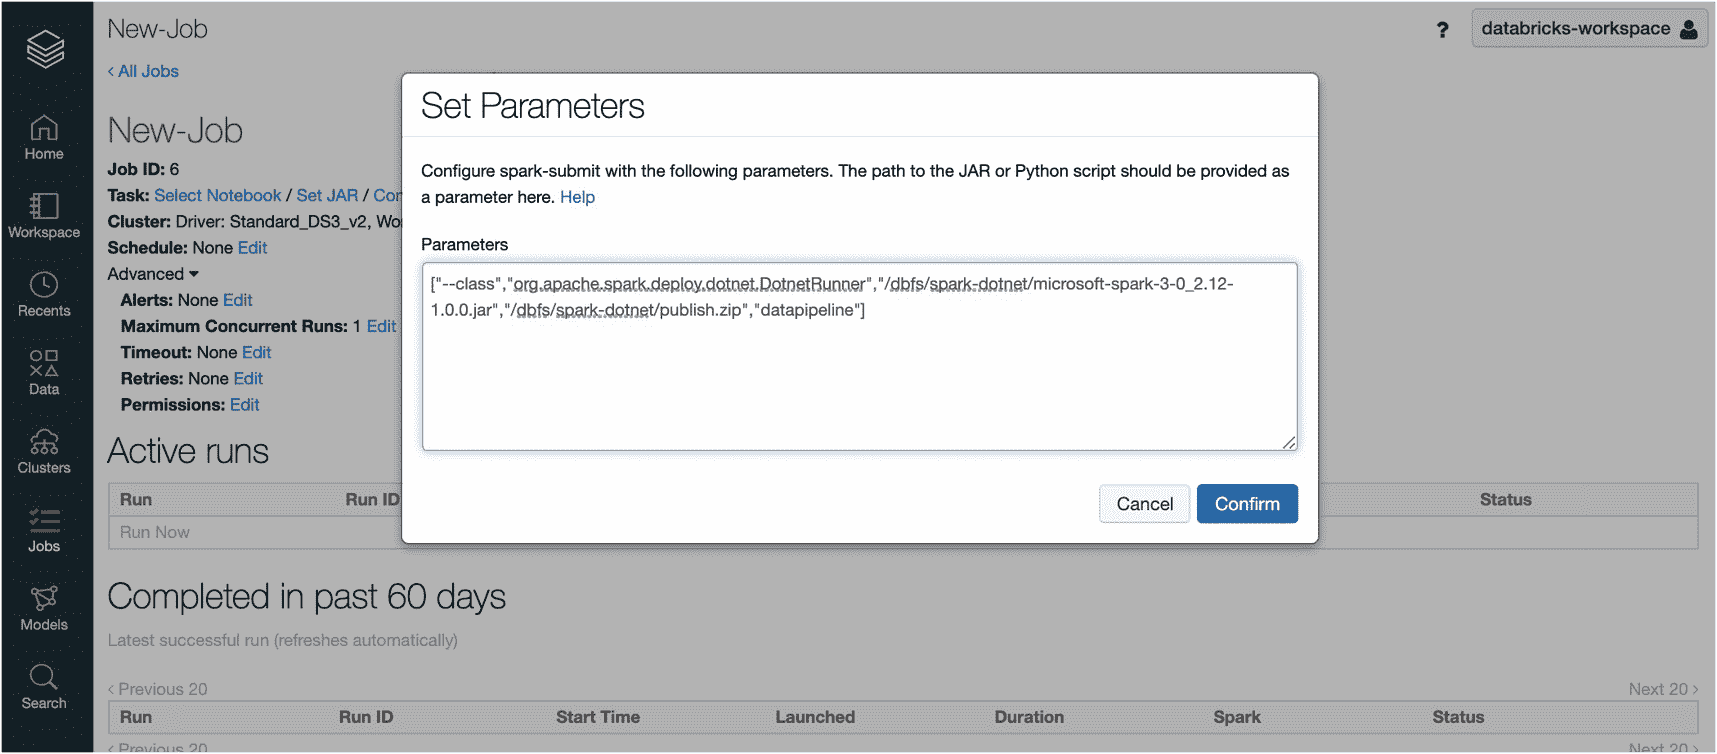 New-Job
? databricks-workspace
‹ All Jobs
New-Job
Job ID: 6
Task: Select Notebook / Set JAR / Con
Cluster: Driver: Standard_DS3_v2, Wo
Schedule: None Edit
Advanced
Alerts: None Edit
Maximum Concurrent Runs: 1 Edit
Timeout: None Edit
Retries: None Edit
Permissions: Edit
Active runs
Run Run ID Status
Run Now
Completed in past 60 days
Latest successful run (refreshes automatically)
‹ Previous 20 Next 20 ›
Run Run ID Start Time Launched Duration Spark Status
‹ Previous 20 Next 20 ›
Home
Workspace
Recents
Data
Clusters
Jobs
Models
Search
Set Parameters
Configure spark-submit with the following parameters. The path to the JAR or Python script should be provided as
a parameter here. Help
Parameters
["--class","org.apache.spark.deploy.dotnet.DotnetRunner","/dbfs/spark-dotnet/microsoft-spark-3-0_2.12-
1.0.0.jar","/dbfs/spark-dotnet/publish.zip","datapipeline"]
Cancel Confirm